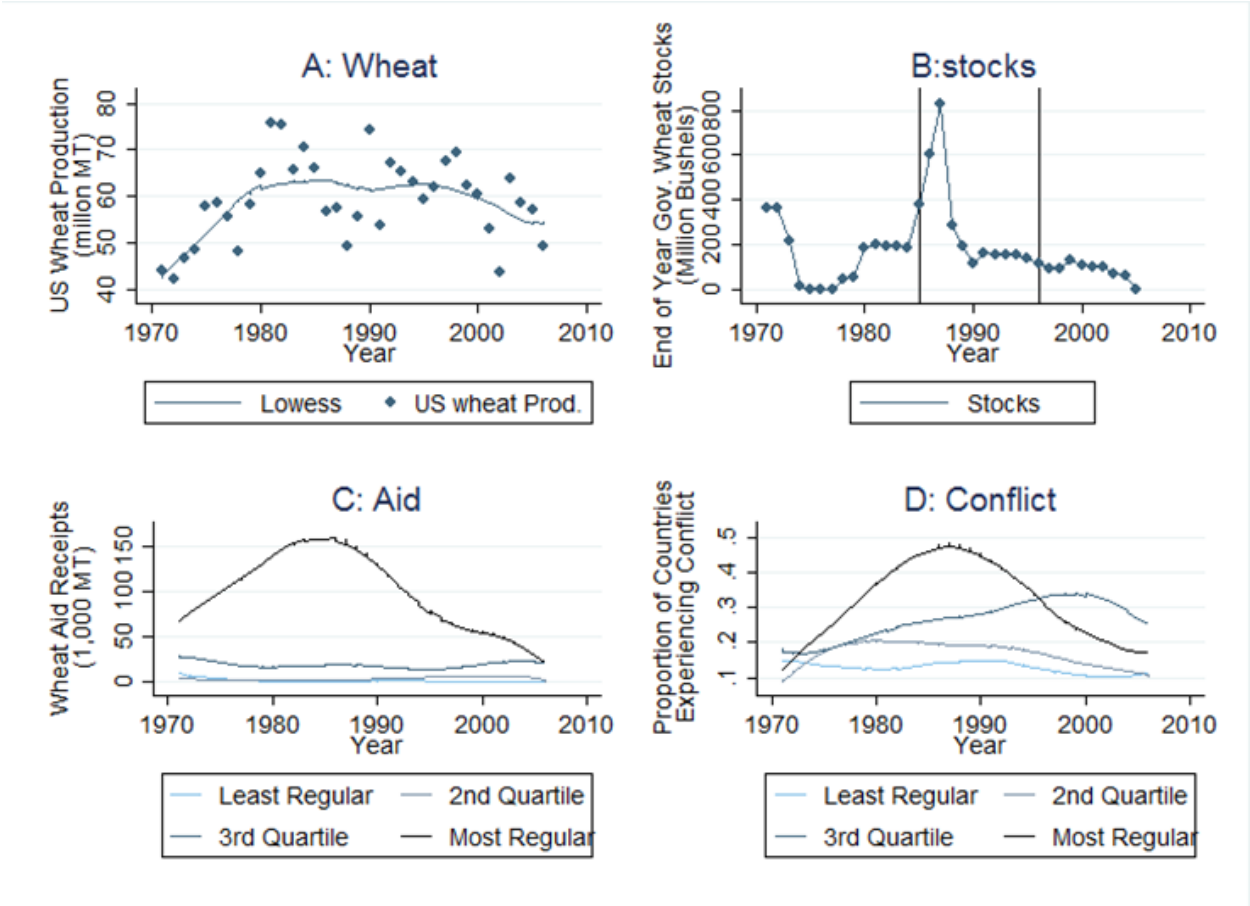 A: Wheat
US Wheat Production
(millon MT)
80
70
60
50
40
1970 1980 1990 2000 2010
Year
Lowess US wheat Prod.
B:stocks
End of Year Gov. Wheat Stocks
(Million Bushels)
800
600
400
200
0
1970 1980 1990 2000 2010
Year
Stocks
C: Aid
Wheat Aid Receipts
(1,000 MT)
150
100
50
0
1970 1980 1990 2000 2010
Year
Least Regular 2nd Quartile
3rd Quartile Most Regular
D: Conflict
Proportion of Countries
Experiencing Conflict
.5
.4
.3
.2
.1
1970 1980 1990 2000 2010
Year
Least Regular 2nd Quartile
3rd Quartile Most Regular